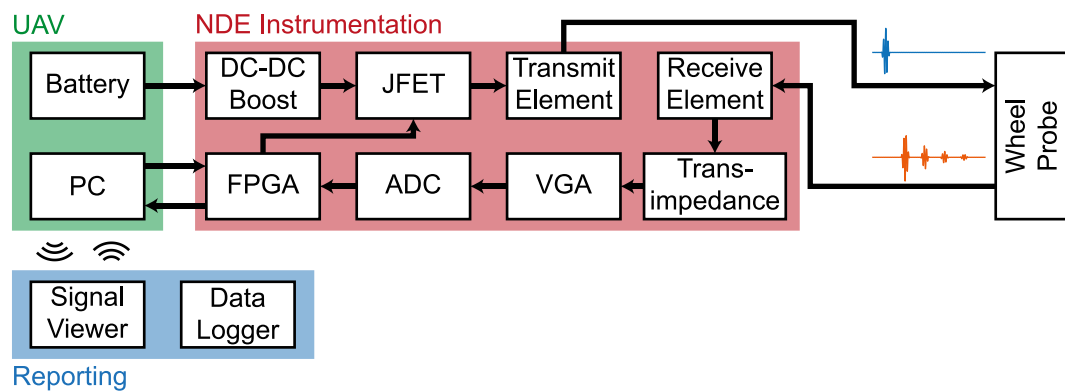 UAV
NDE Instrumentation
Battery
DC-DC
Boost
JFET
Transmit
Element
Receive
Element
Wheel
Probe
PC
FPGA
ADC
VGA
Trans-
impedance
Signal
Viewer
Data
Logger
Reporting